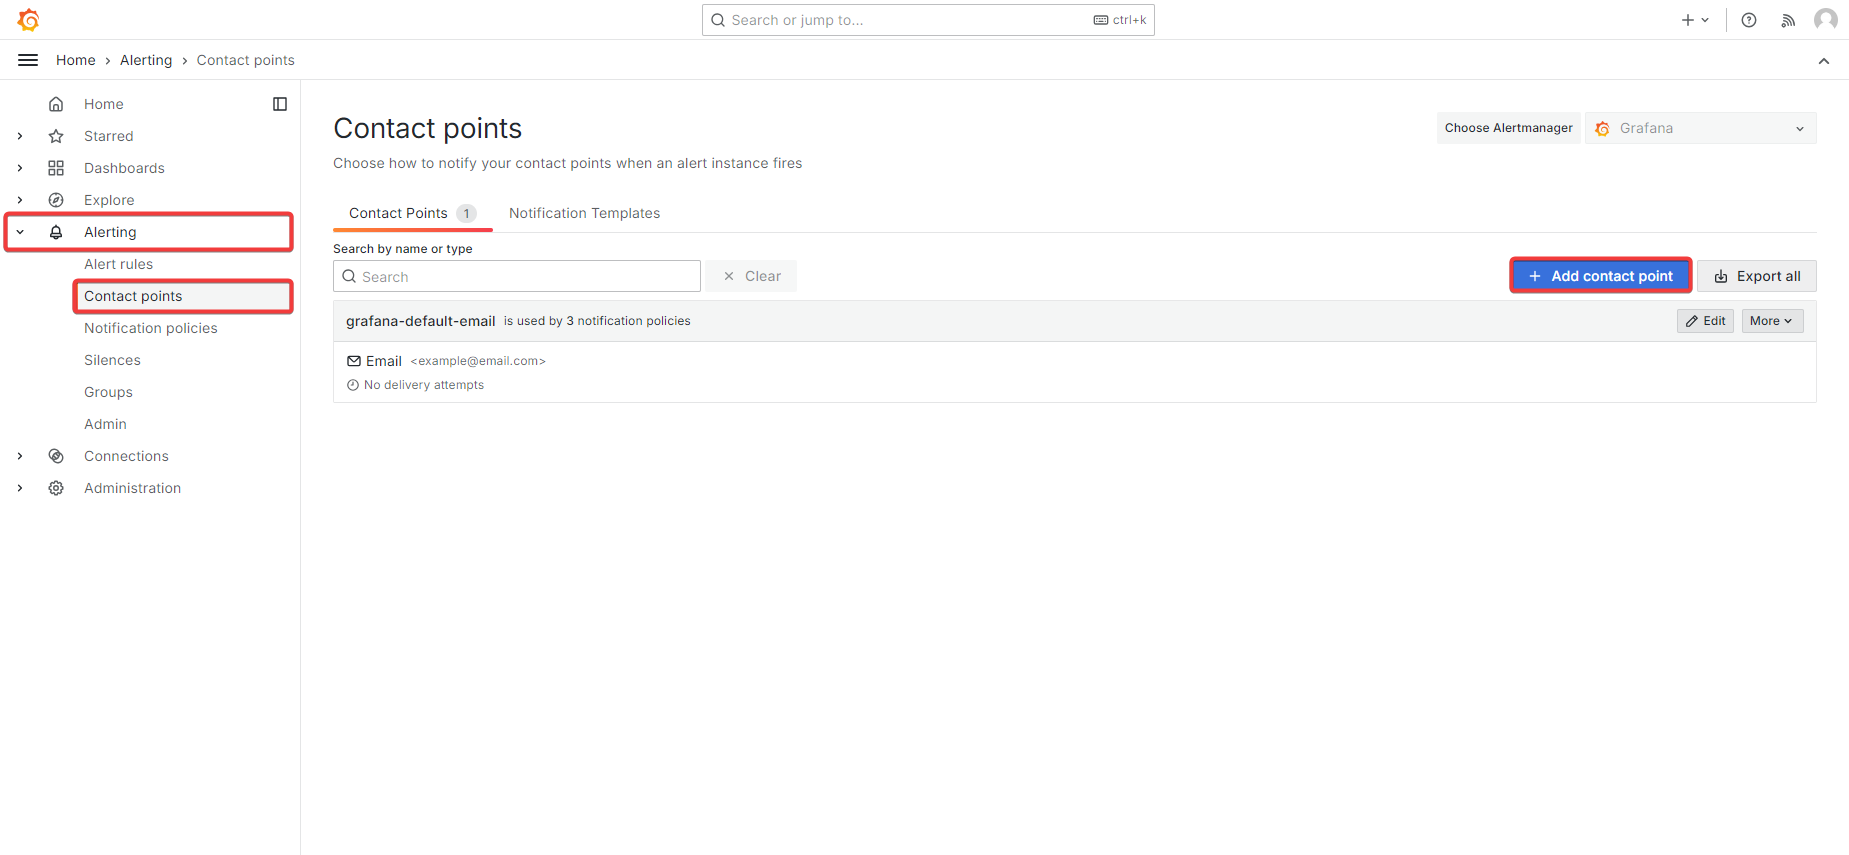 Search or jump to...
ctrl+k
Home > Alerting > Contact points
Home
Starred
Dashboards
Explore
Alerting
Alert rules
Contact points
Notification policies
Silences
Groups
Admin
Connections
Administration
Contact points
Choose Alertmanager
Grafana
Choose how to notify your contact points when an alert instance fires
Contact Points 1
Notification Templates
Search by name or type
Search
Clear
Add contact point
Export all
grafana-default-email is used by 3 notification policies
Edit
More
Email <example@email.com>
No delivery attempts